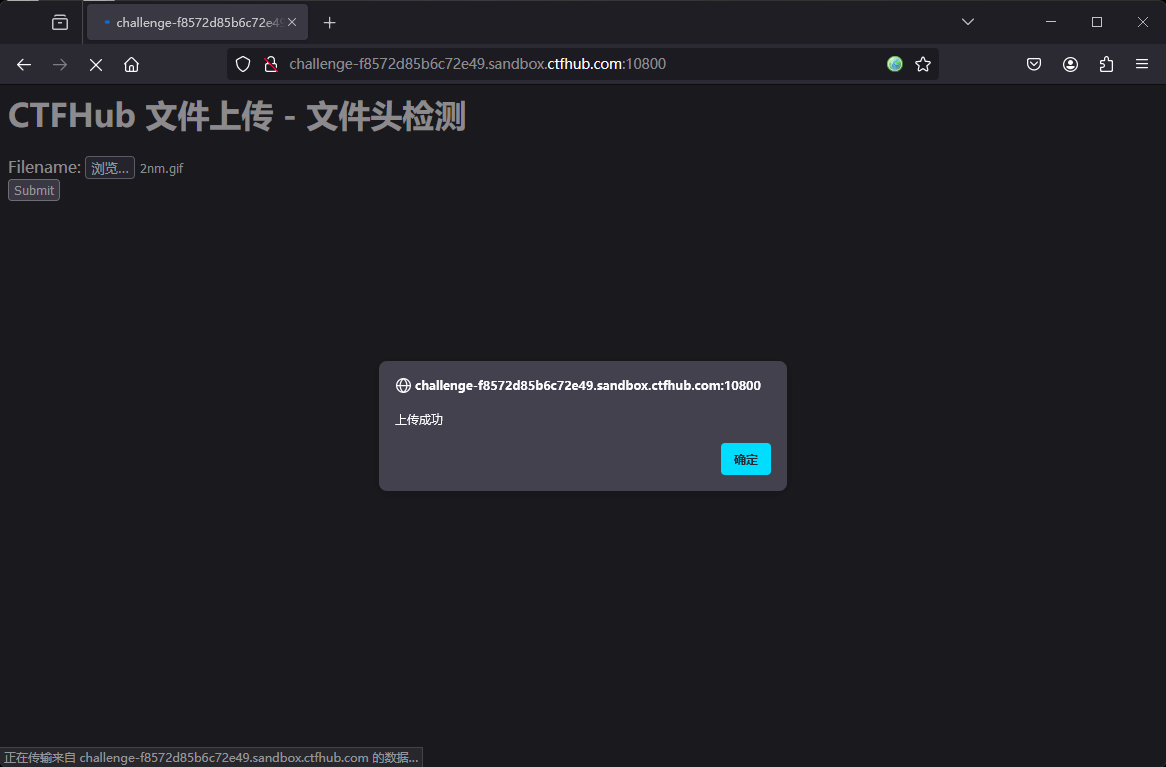 challenge-f8572d85b6c72e49
challenge-f8572d85b6c72e49.sandbox.ctfhub.com:10800
CTFHub 文件上传 - 文件头检测
Filename: 浏览... 2nm.gif
Submit
challenge-f8572d85b6c72e49.sandbox.ctfhub.com:10800
上传成功
确定
正在传输来自 challenge-f8572d85b6c72e49.sandbox.ctfhub.com 的数据...